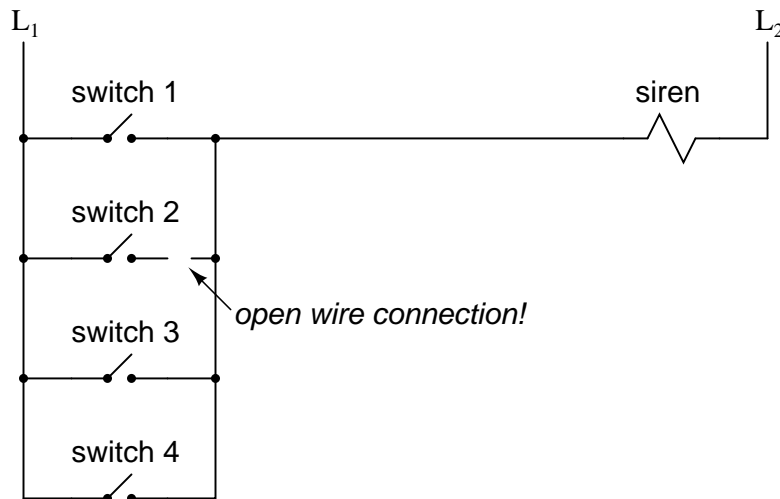 L1
L2
switch 1
siren
switch 2
open wire connection!
switch 3
switch 4